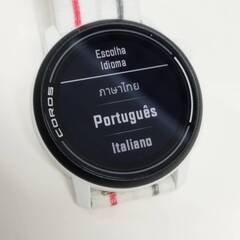 Escolha
Idioma
ภาษาไทย
Português
Italiano
COROS